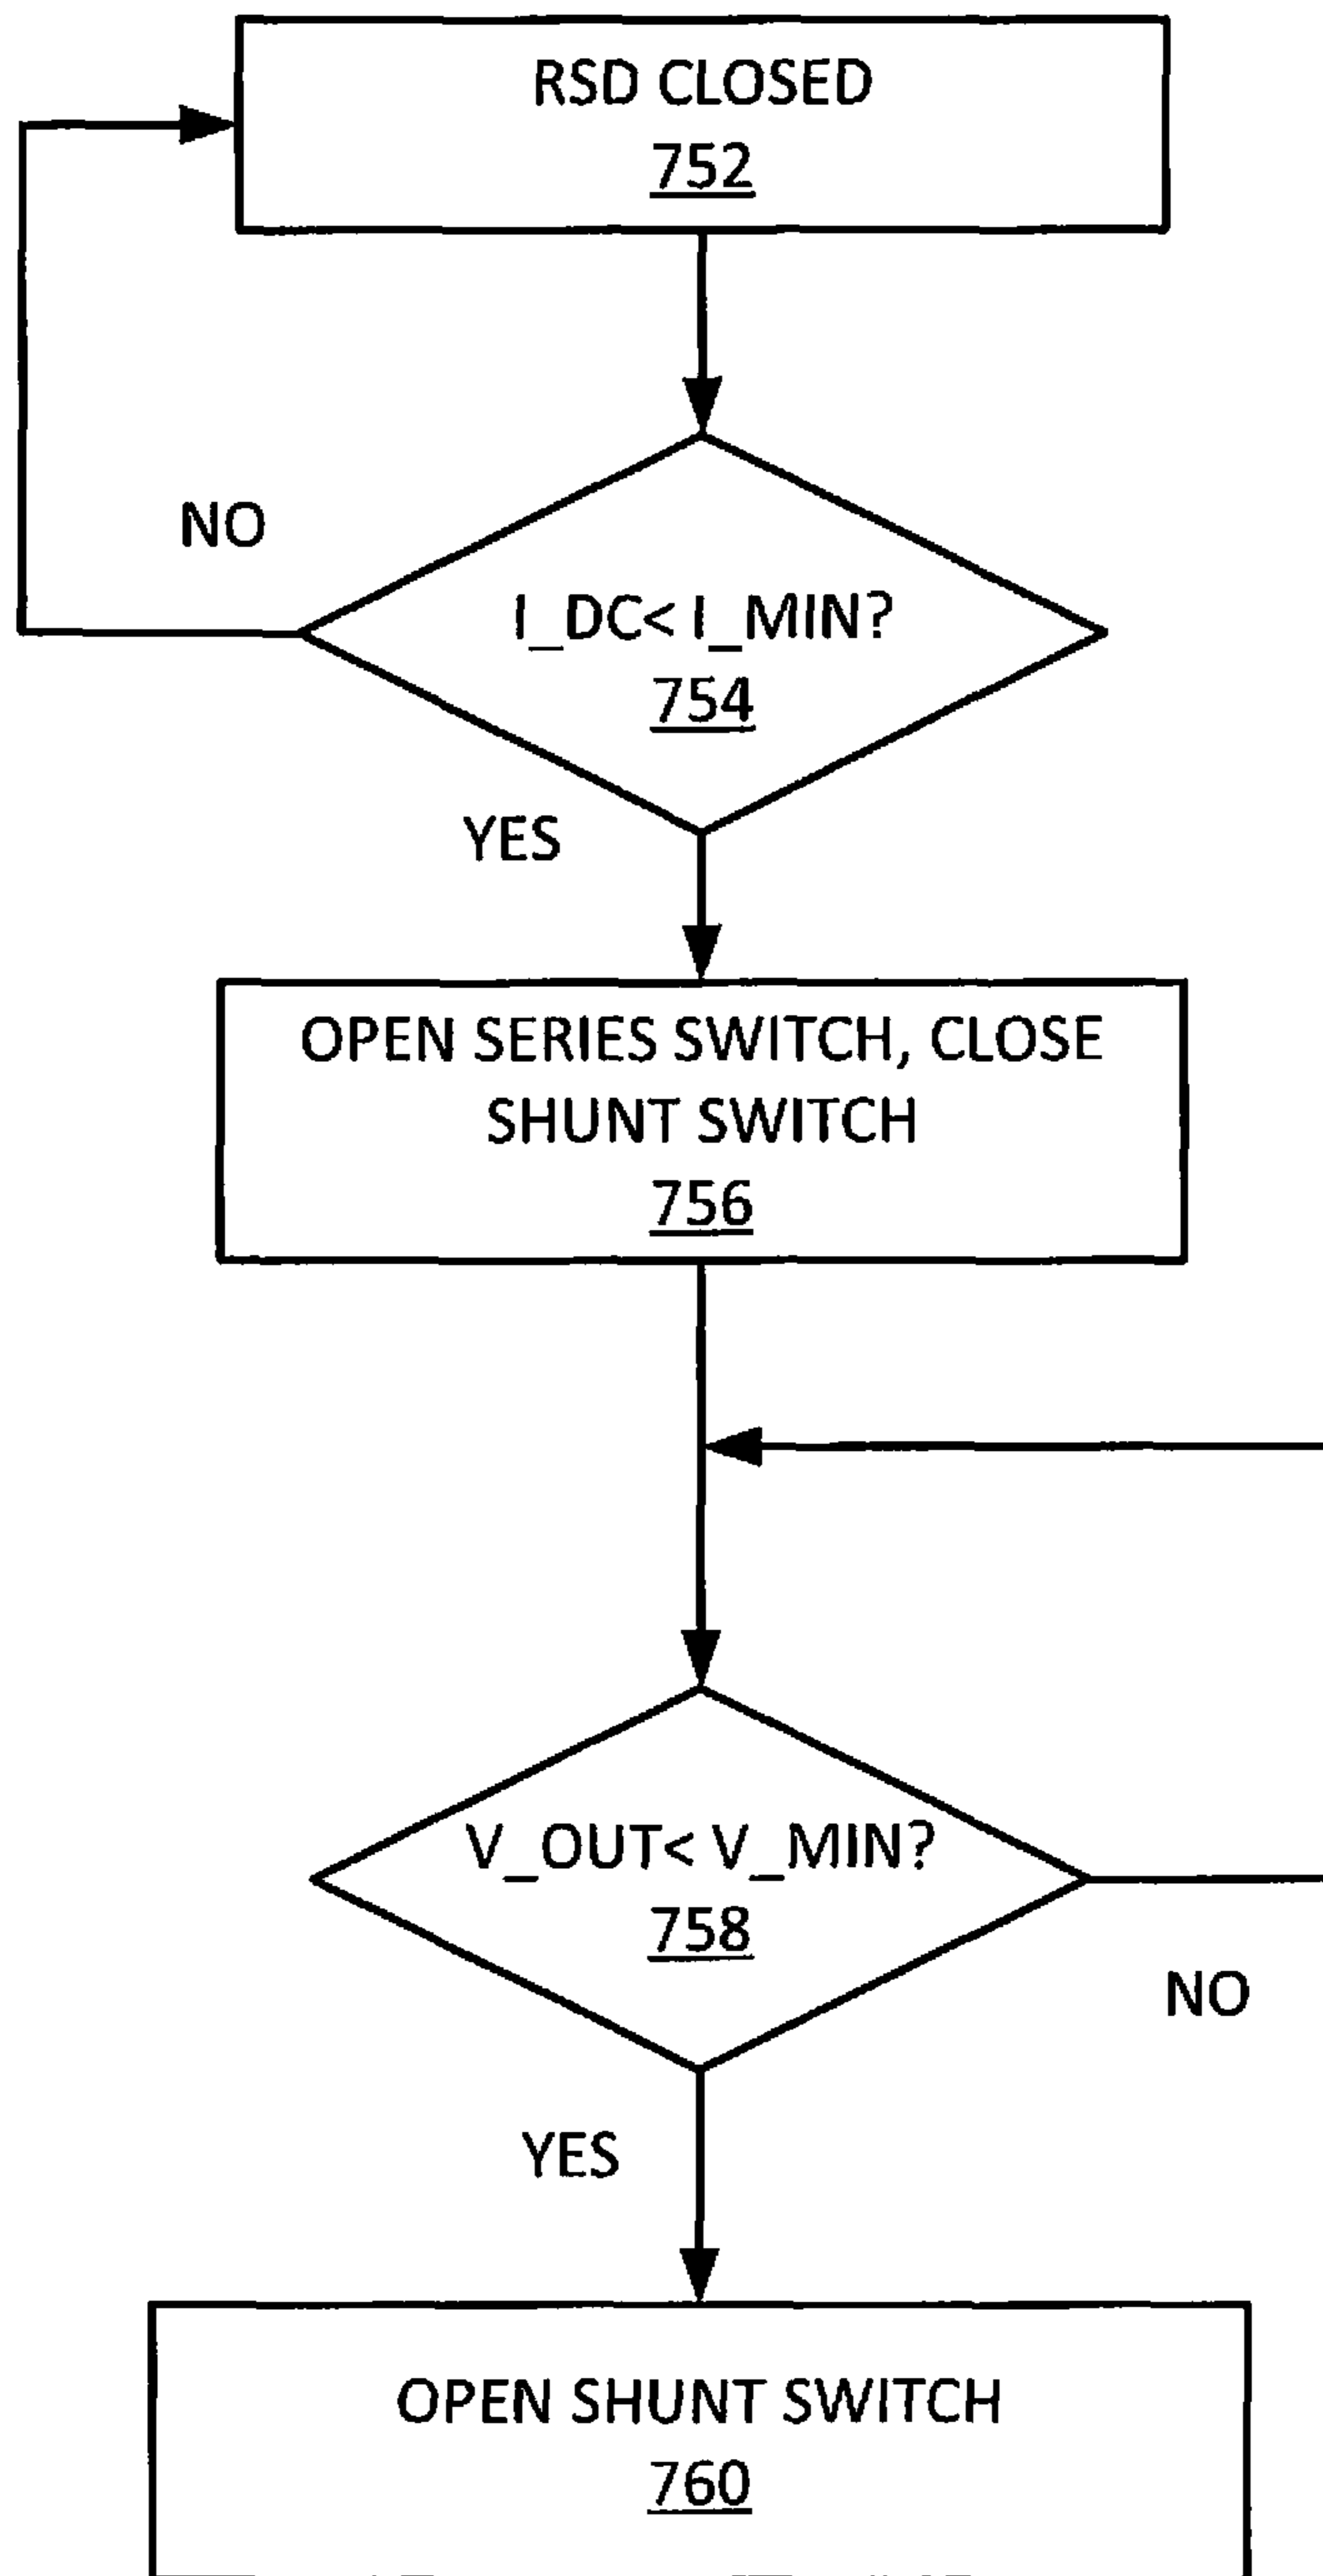 RSD CLOSED
752
NO
I_DC< I_MIN?
754
YES
OPEN SERIES SWITCH, CLOSE
SHUNT SWITCH
756
V_OUT< V_MIN?
758
NO
YES
OPEN SHUNT SWITCH
760